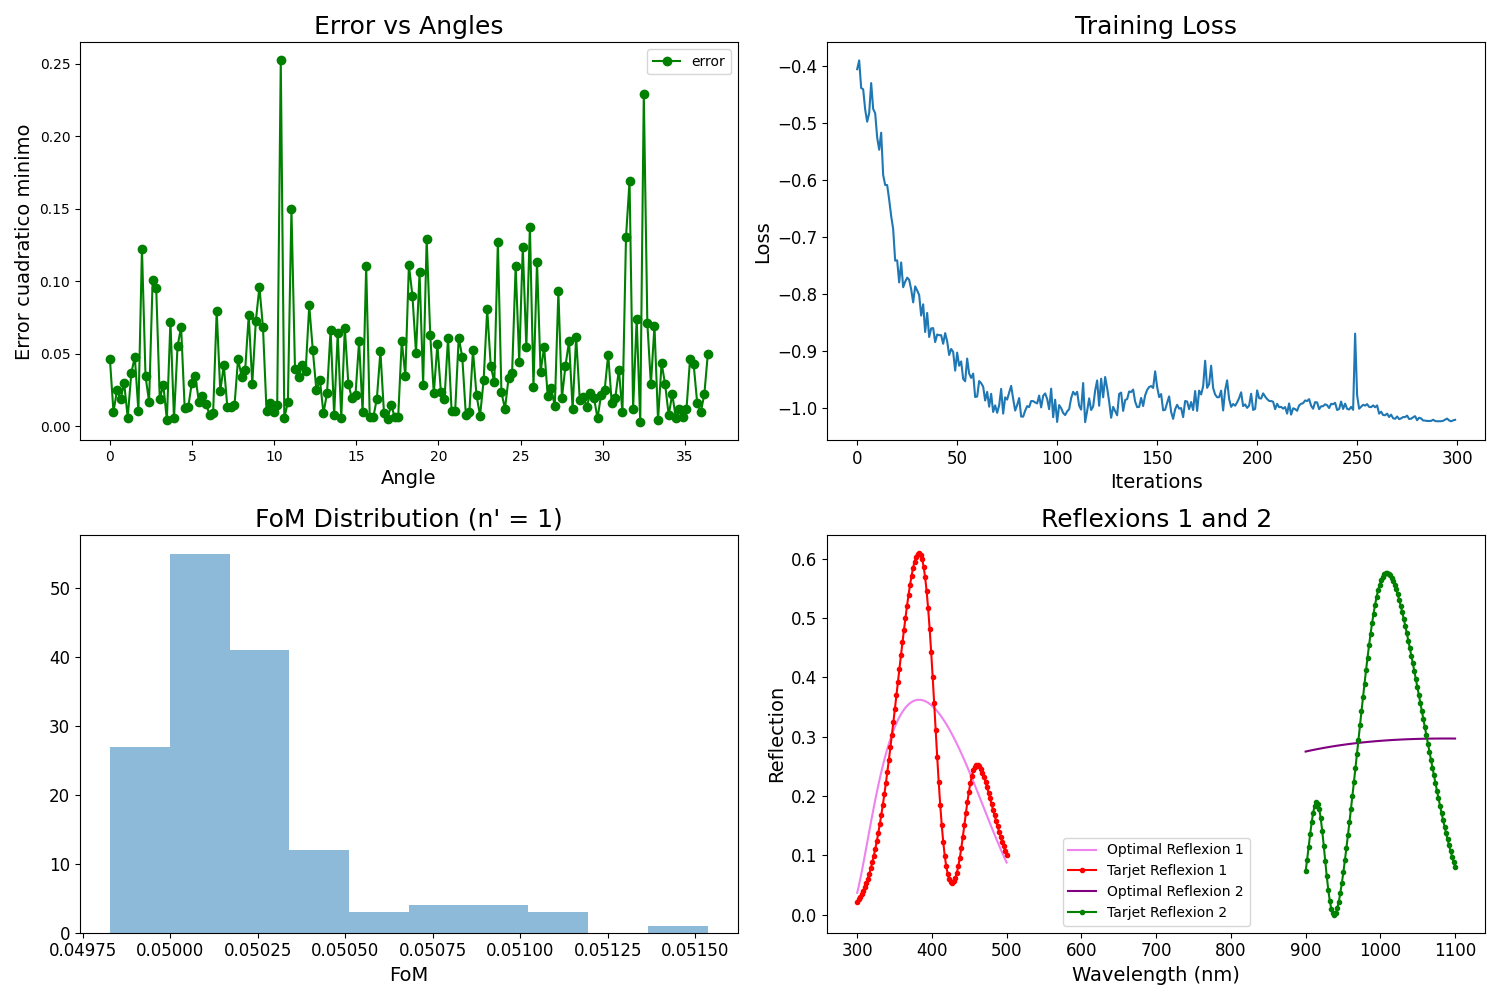 Error vs Angles
Error cuadratico minimo
0.25
0.20
0.15
0.10
0.05
0.00
error
0 5 10 15 20 25 30 35
Angle
Training Loss
Loss
−0.4
−0.5
−0.6
−0.7
−0.8
−0.9
−1.0
0 50 100 150 200 250 300
Iterations
FoM Distribution (n' = 1)
50
40
30
20
10
0
0.04975 0.05000 0.05025 0.05050 0.05075 0.05100 0.05125 0.05150
FoM
Reflexions 1 and 2
Reflection
0.6
0.5
0.4
0.3
0.2
0.1
0.0
Optimal Reflexion 1
Tarjet Reflexion 1
Optimal Reflexion 2
Tarjet Reflexion 2
300 400 500 600 700 800 900 1000 1100
Wavelength (nm)